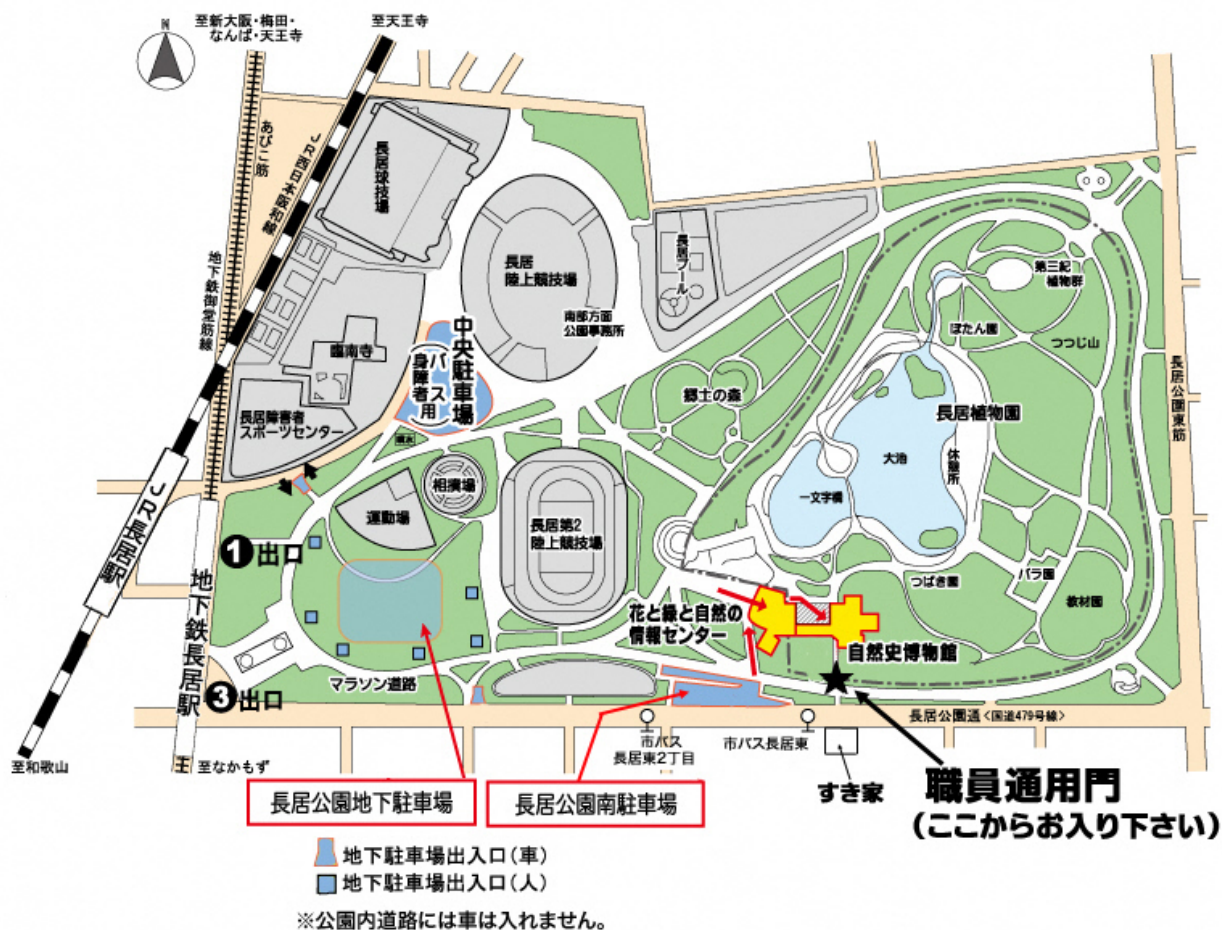 N
至新大阪・梅田・
なんば・天王寺
至天王寺
あびこ筋
JR西日本阪和線
地下鉄御堂筋線
長居球技場
長居
陸上競技場
長居プール
南部方面
公園事務所
第三紀
植物群
ぼたん園
つつじ山
臨南寺
中央駐車場
(バス
身障者用)
長居公園東筋
郷土の森
長居植物園
長居障害者
スポーツセンター
噴水
大池
休憩所
相撲場
一文字橋
運動場
長居第2
陸上競技場
JR長居駅
❶出口
地下鉄長居駅
つばき園
バラ園
教材園
花と緑と自然の
情報センター
自然史博物館
マラソン道路
❸出口
長居公園通<国道479号線>
市バス
長居東2丁目
市バス長居東
至和歌山
至なかもず
すき家
職員通用門
(ここからお入り下さい)
長居公園地下駐車場
長居公園南駐車場
地下駐車場出入口(車)
地下駐車場出入口(人)
※公園内道路には車は入れません。